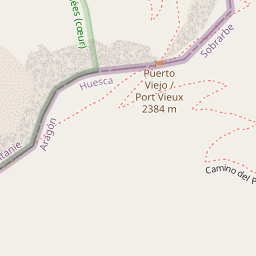 ées (cœur)
Sobrarbe
Huesca
Puerto
Viejo /
Port Vieux
2384 m
Aragón
tanie
Camino del P